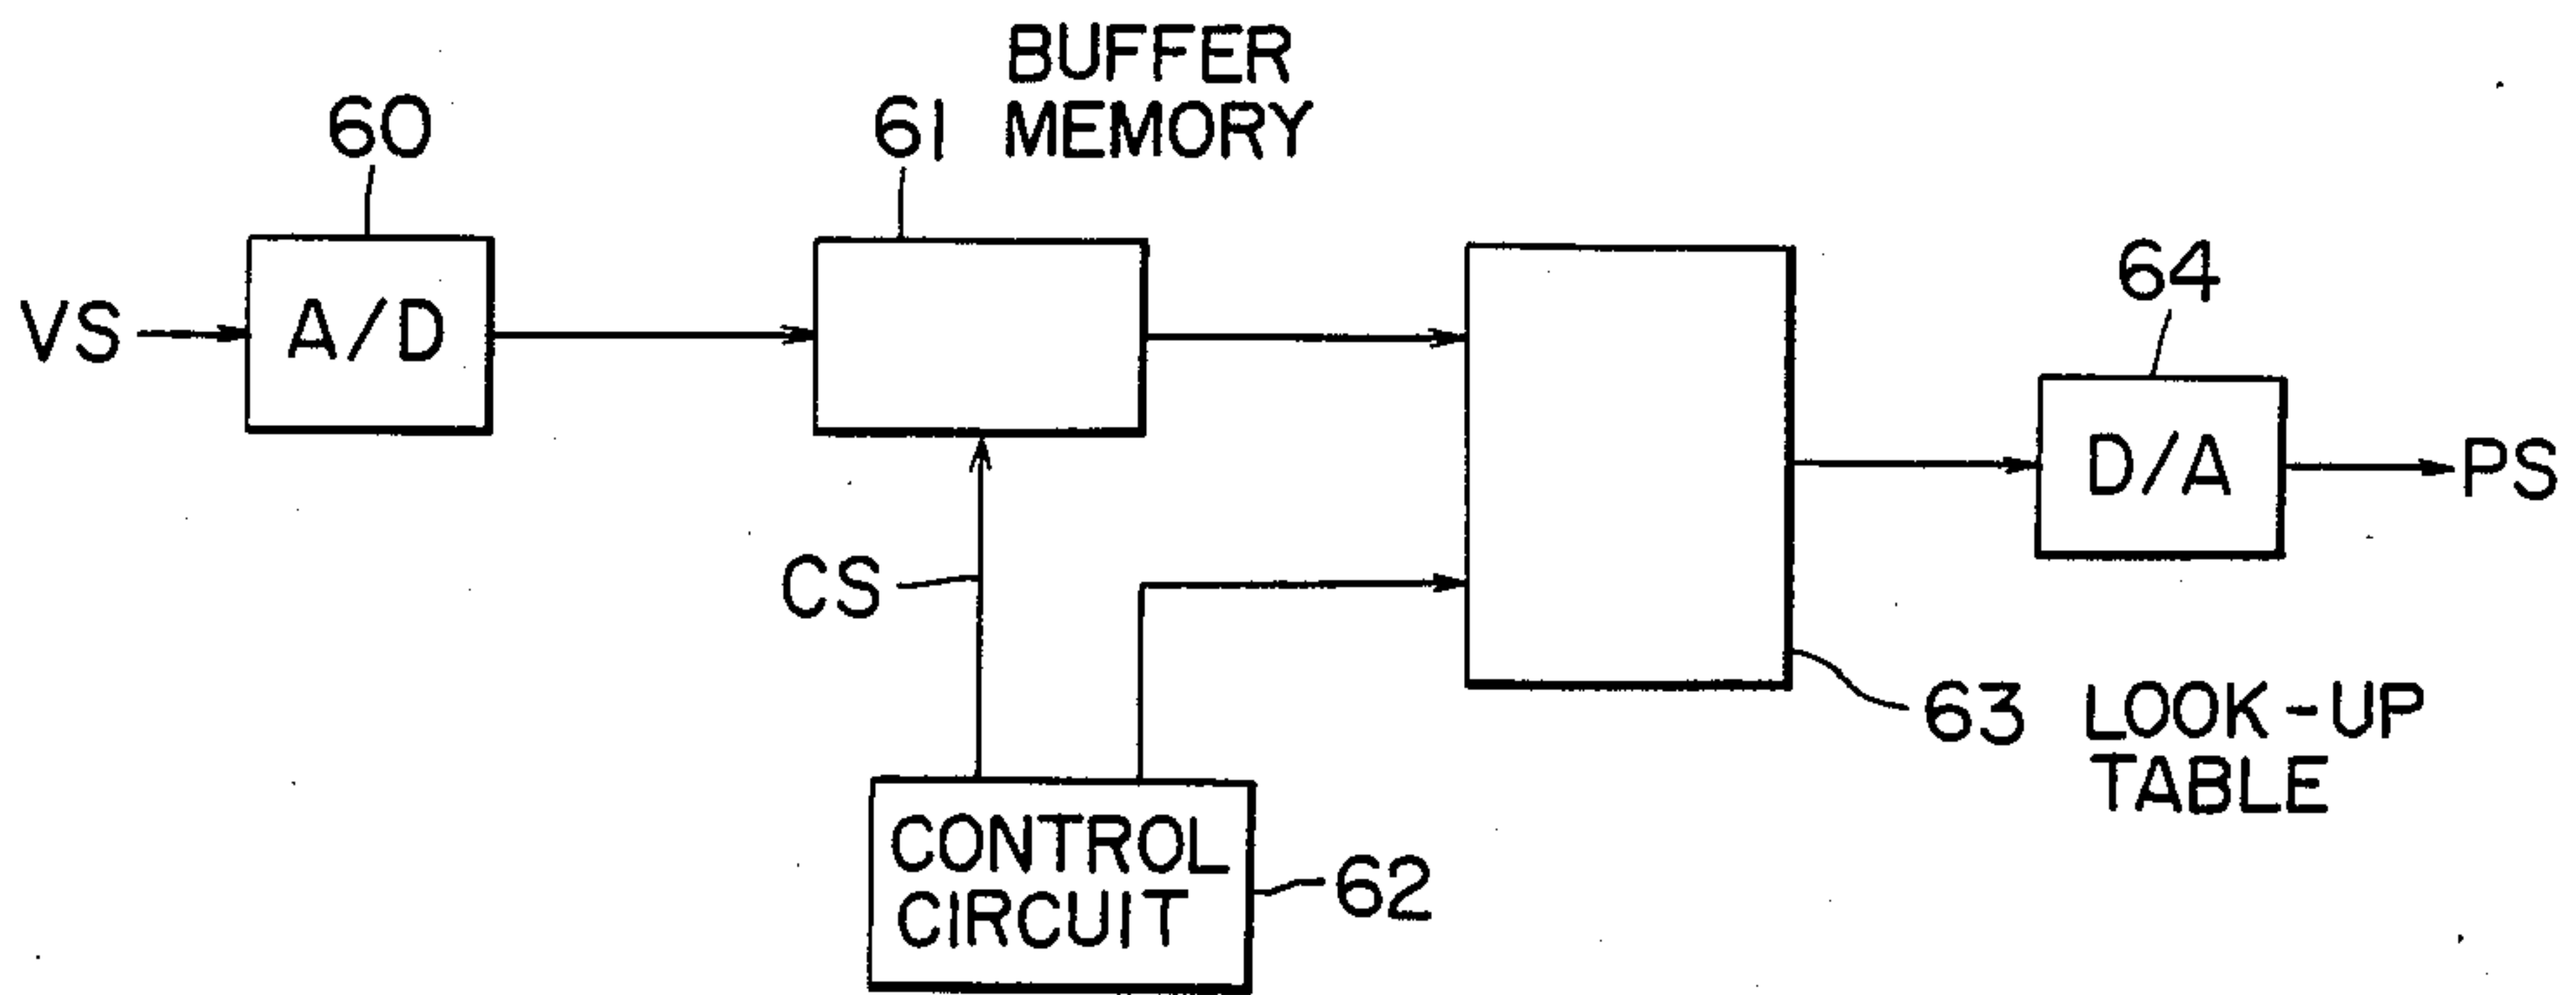 BUFFER
60
61 MEMORY
VS
A/D
64
D/A
PS
CS
63 LOOK-UP
TABLE
CONTROL
CIRCUIT
62